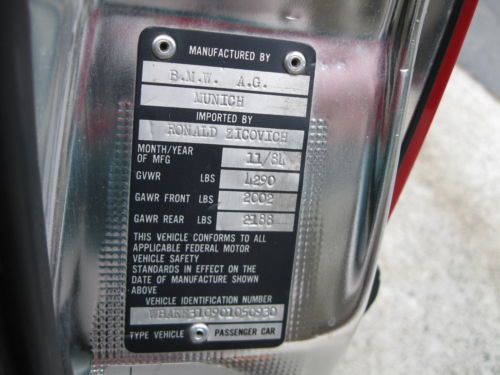 MANUFACTURED BY
B.M.W. A.G.
MUNICH
IMPORTED BY
RONALD ZICOVICH
MONTH/YEAR OF MFG 11/84
GVWR LBS 4290
GAWR FRONT LBS 2002
GAWR REAR LBS 2188
THIS VEHICLE CONFORMS TO ALL
APPLICABLE FEDERAL MOTOR
VEHICLE SAFETY
STANDARDS IN EFFECT ON THE
DATE OF MANUFACTURE SHOWN
ABOVE
VEHICLE IDENTIFICATION NUMBER
TYPE VEHICLE PASSENGER CAR